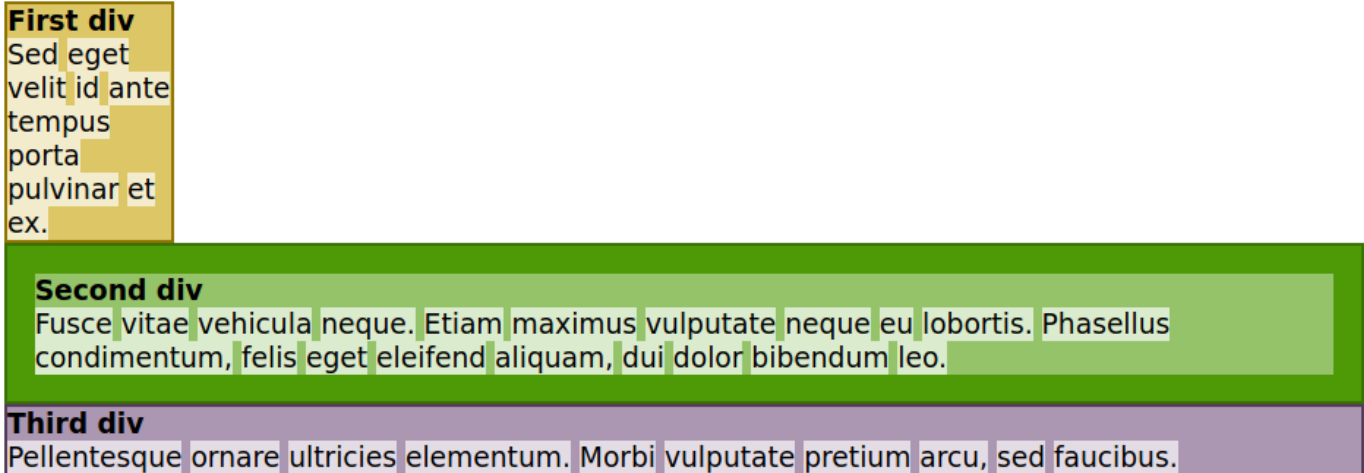 First div
Sed eget
velit id ante
tempus
porta
pulvinar et
ex.
Second div
Fusce vitae vehicula neque. Etiam maximus vulputate neque eu lobortis. Phasellus
condimentum, felis eget eleifend aliquam, dui dolor bibendum leo.
Third div
Pellentesque ornare ultricies elementum. Morbi vulputate pretium arcu, sed faucibus.